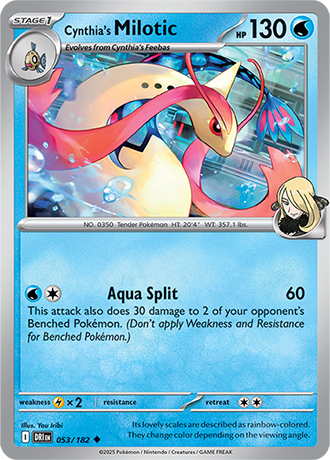 STAGE1 Cynthia's Milotic HP 130
Evolves from Cynthia's Feebas
NO. 0350 Tender Pokémon HT: 20'4" WT: 357.1 lbs.
Aqua Split 60
This attack also does 30 damage to 2 of your opponent's
Benched Pokémon. (Don't apply Weakness and Resistance
for Benched Pokémon.)
weakness ×2 resistance retreat
Illus. You Iribi
I DRI EN 053/182
Its lovely scales are described as rainbow-colored.
They change color depending on the viewing angle.
©2025 Pokémon / Nintendo / Creatures / GAME FREAK